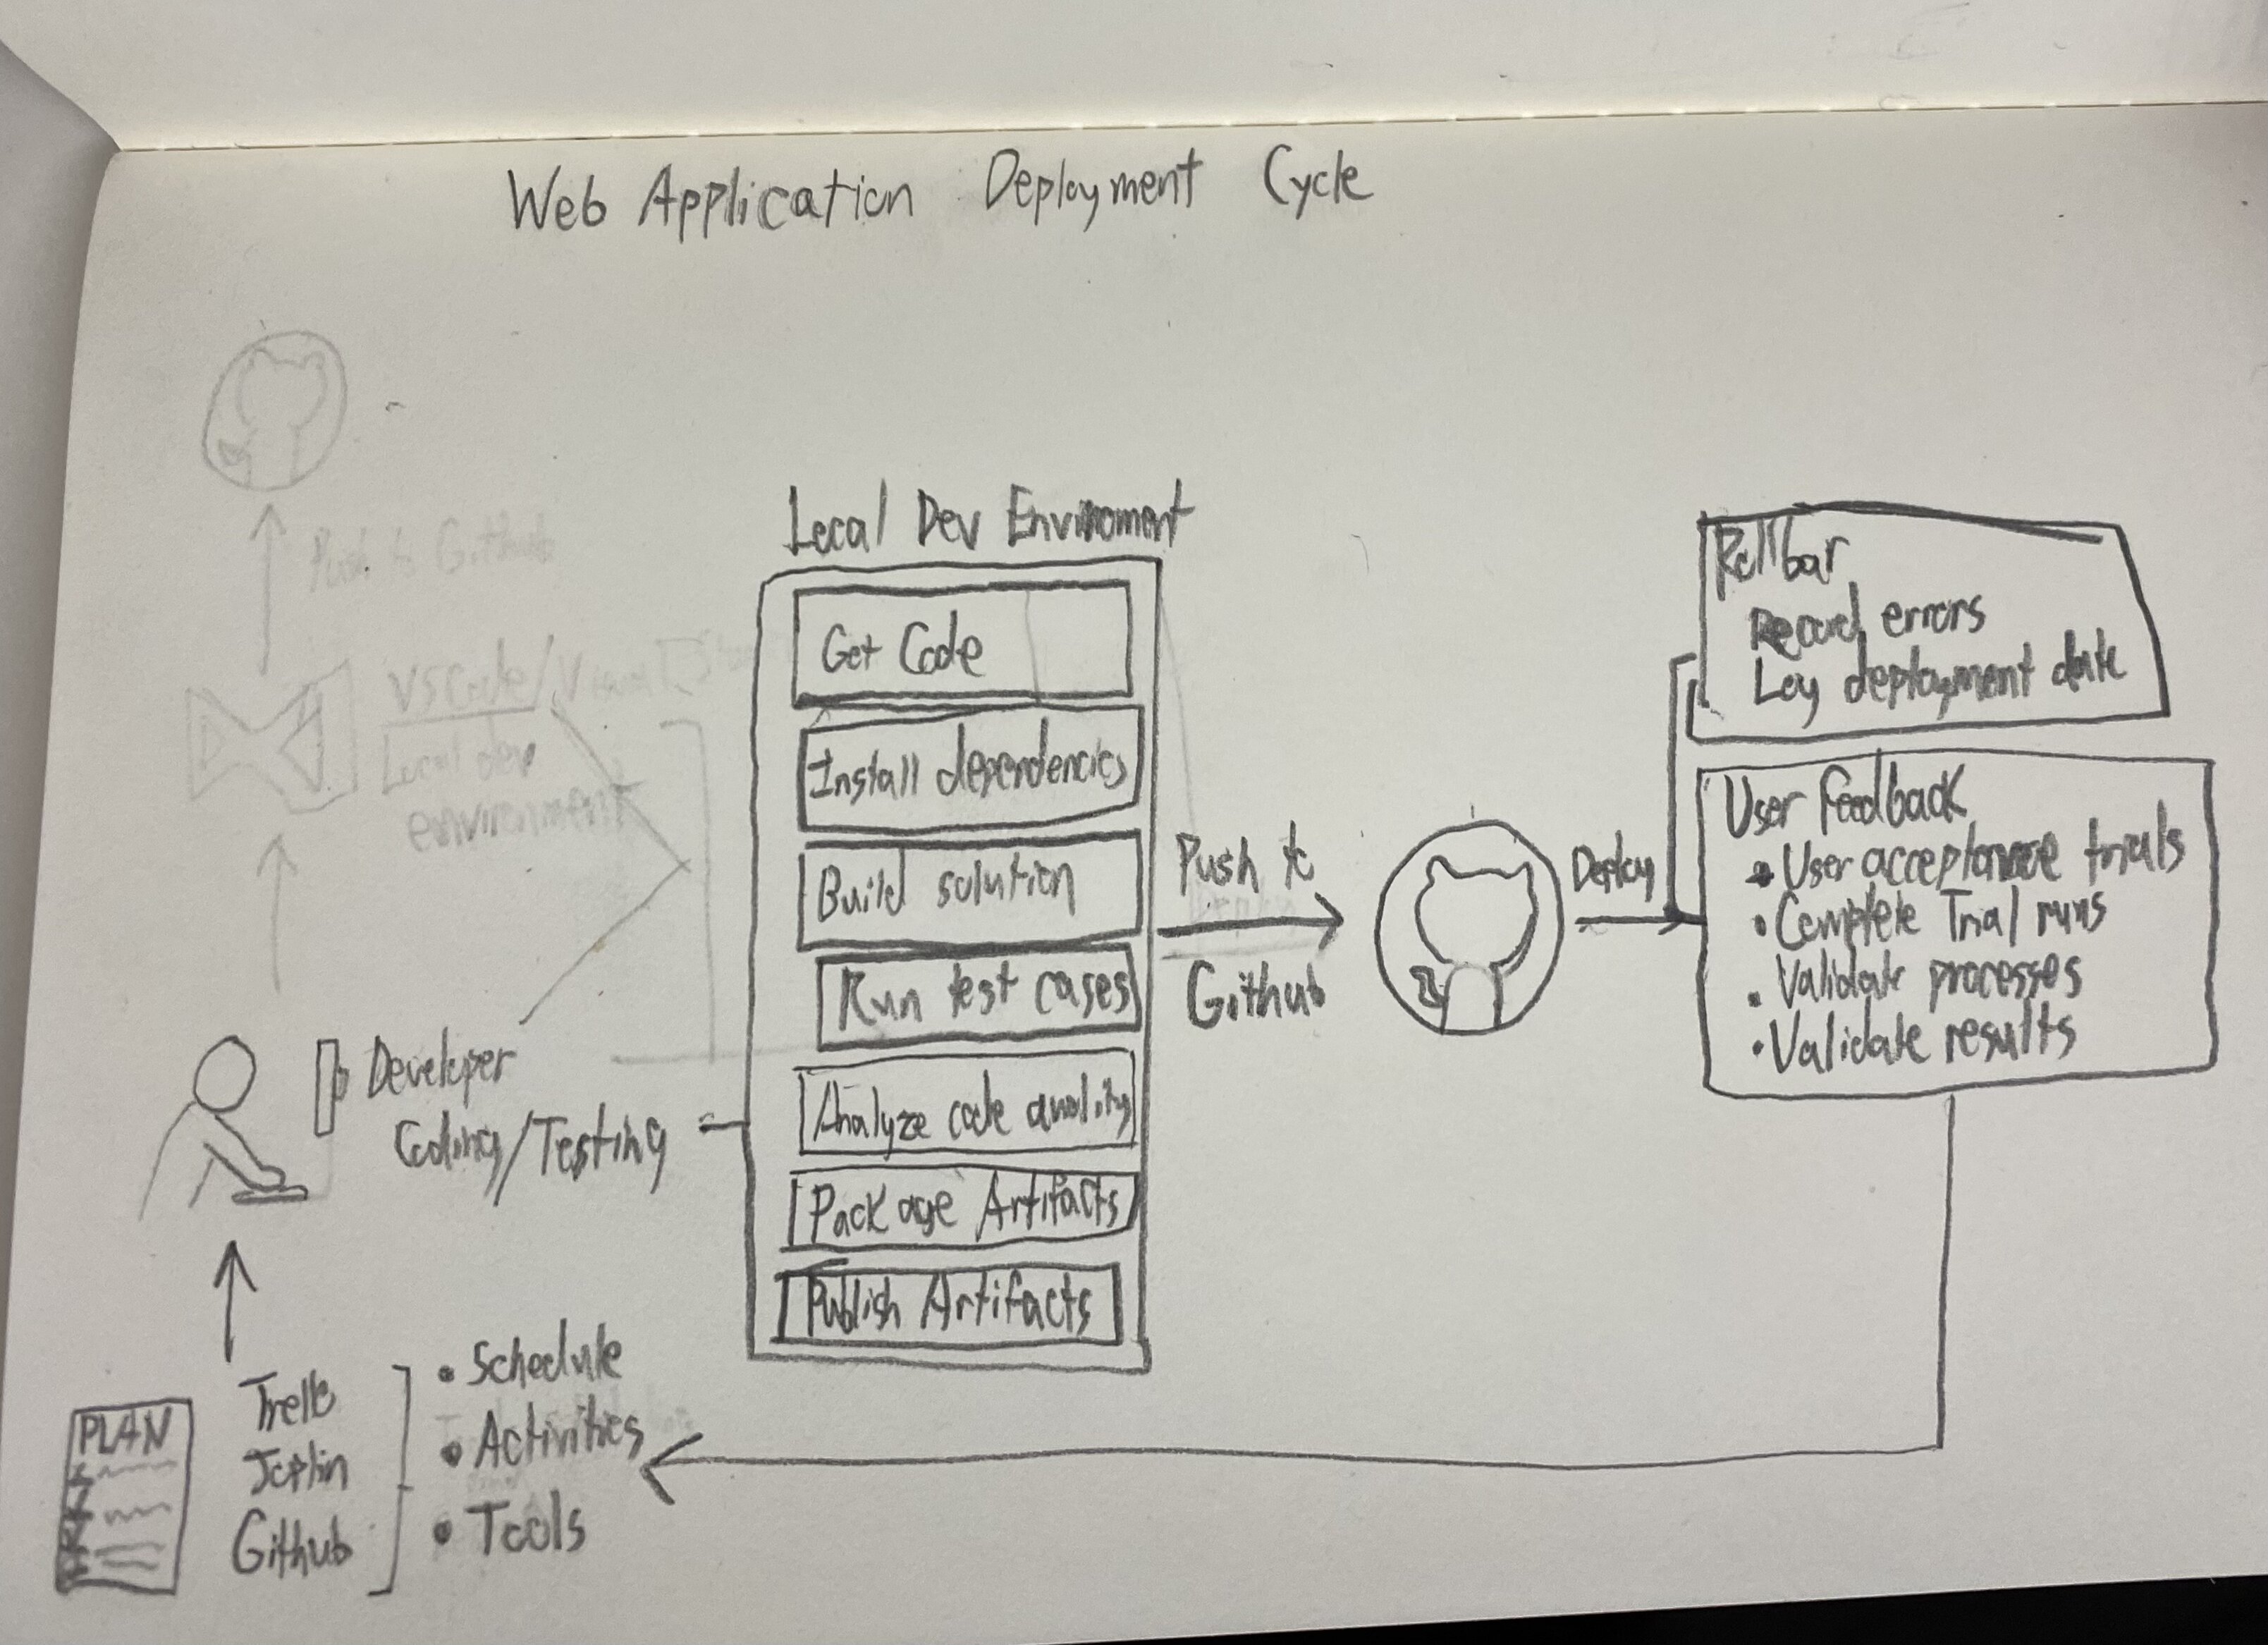 Web Application Deployment Cycle
Push to Github
VScode/
Local dev
environment
Local Dev Enviroment
Get Code
Install dependencies
Build solution
Run test cases
Analyze code quality
Package Artifacts
Publish Artifacts
Push to
Github
Deploy
Rollbar
Record errors
Log deployment date
User Feedback
• User acceptance trials
• Complete Trial runs
• Validate processes
• Validate results
Developer
Coding/Testing
PLAN
Trello
Joplin
Github
• Schedule
• Activities
• Tools